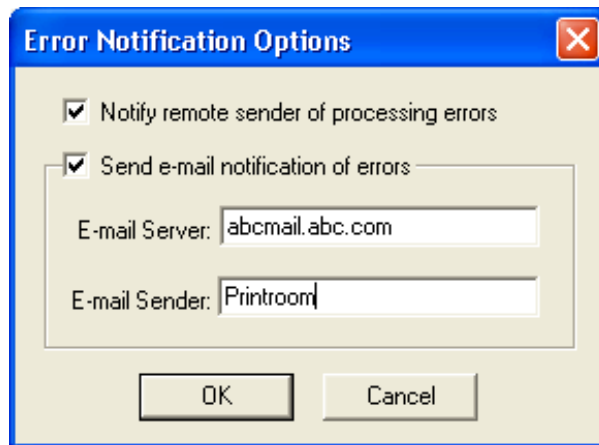 Error Notification Options
Notify remote sender of processing errors
Send e-mail notification of errors
E-mail Server: abcmail.abc.com
E-mail Sender: Printroom
OK Cancel